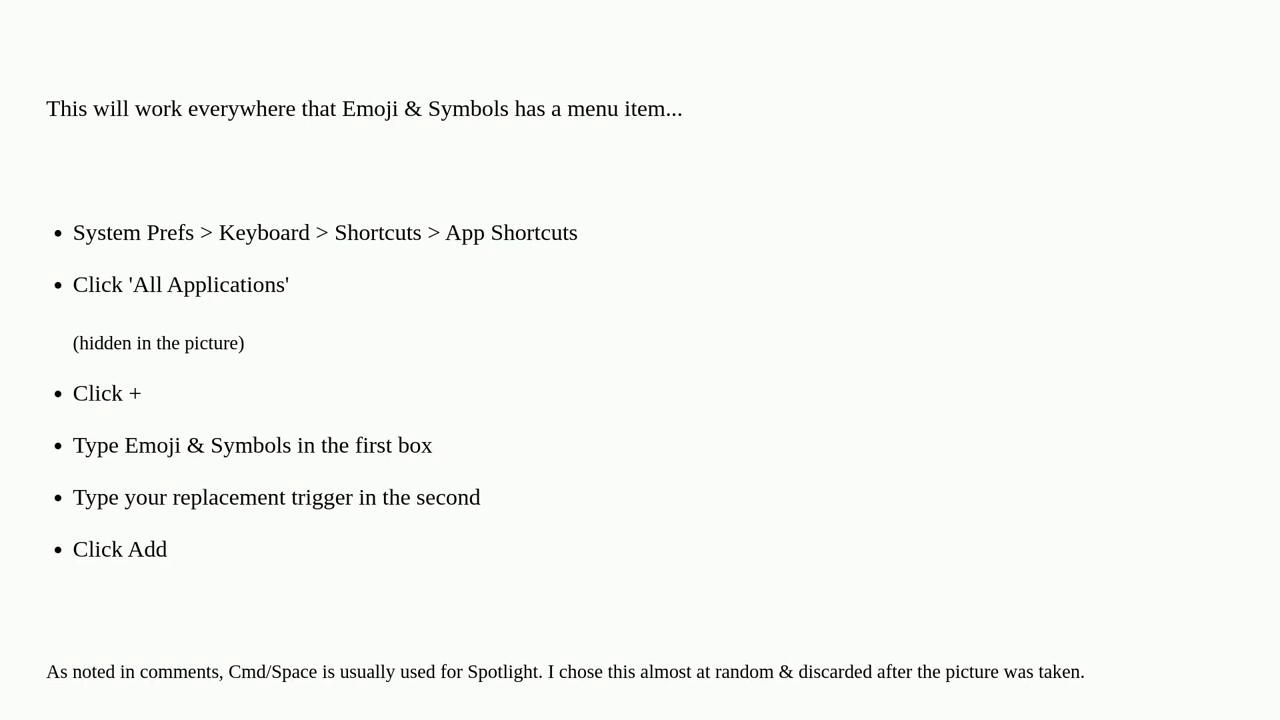 This will work everywhere that Emoji & Symbols has a menu item...
• System Prefs > Keyboard > Shortcuts > App Shortcuts
• Click 'All Applications'
(hidden in the picture)
• Click +
• Type Emoji & Symbols in the first box
• Type your replacement trigger in the second
• Click Add
As noted in comments, Cmd/Space is usually used for Spotlight. I chose this almost at random & discarded after the picture was taken.